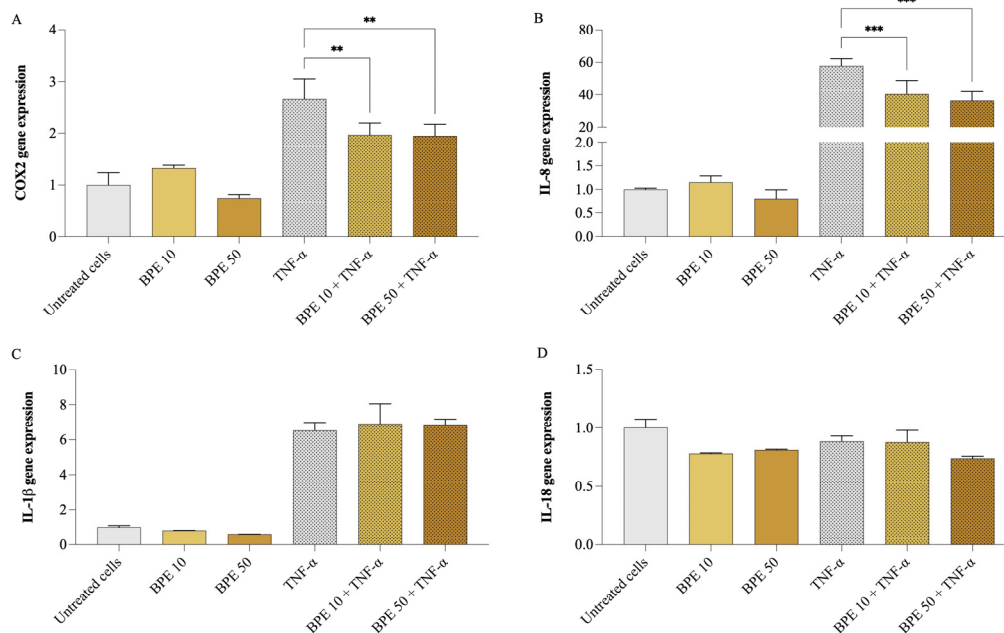 A
COX2 gene expression
4
3
2
1
0
**
**
Untreated cells
BPE 10
BPE 50
TNF-α
BPE 10 + TNF-α
BPE 50 + TNF-α
B
IL-8 gene expression
80
60
40
20
2.0
1.5
1.0
0.5
0.0
***
***
Untreated cells
BPE 10
BPE 50
TNF-α
BPE 10 + TNF-α
BPE 50 + TNF-α
C
IL-1β gene expression
10
8
6
4
2
0
Untreated cells
BPE 10
BPE 50
TNF-α
BPE 10 + TNF-α
BPE 50 + TNF-α
D
IL-18 gene expression
1.5
1.0
0.5
0.0
Untreated cells
BPE 10
BPE 50
TNF-α
BPE 10 + TNF-α
BPE 50 + TNF-α